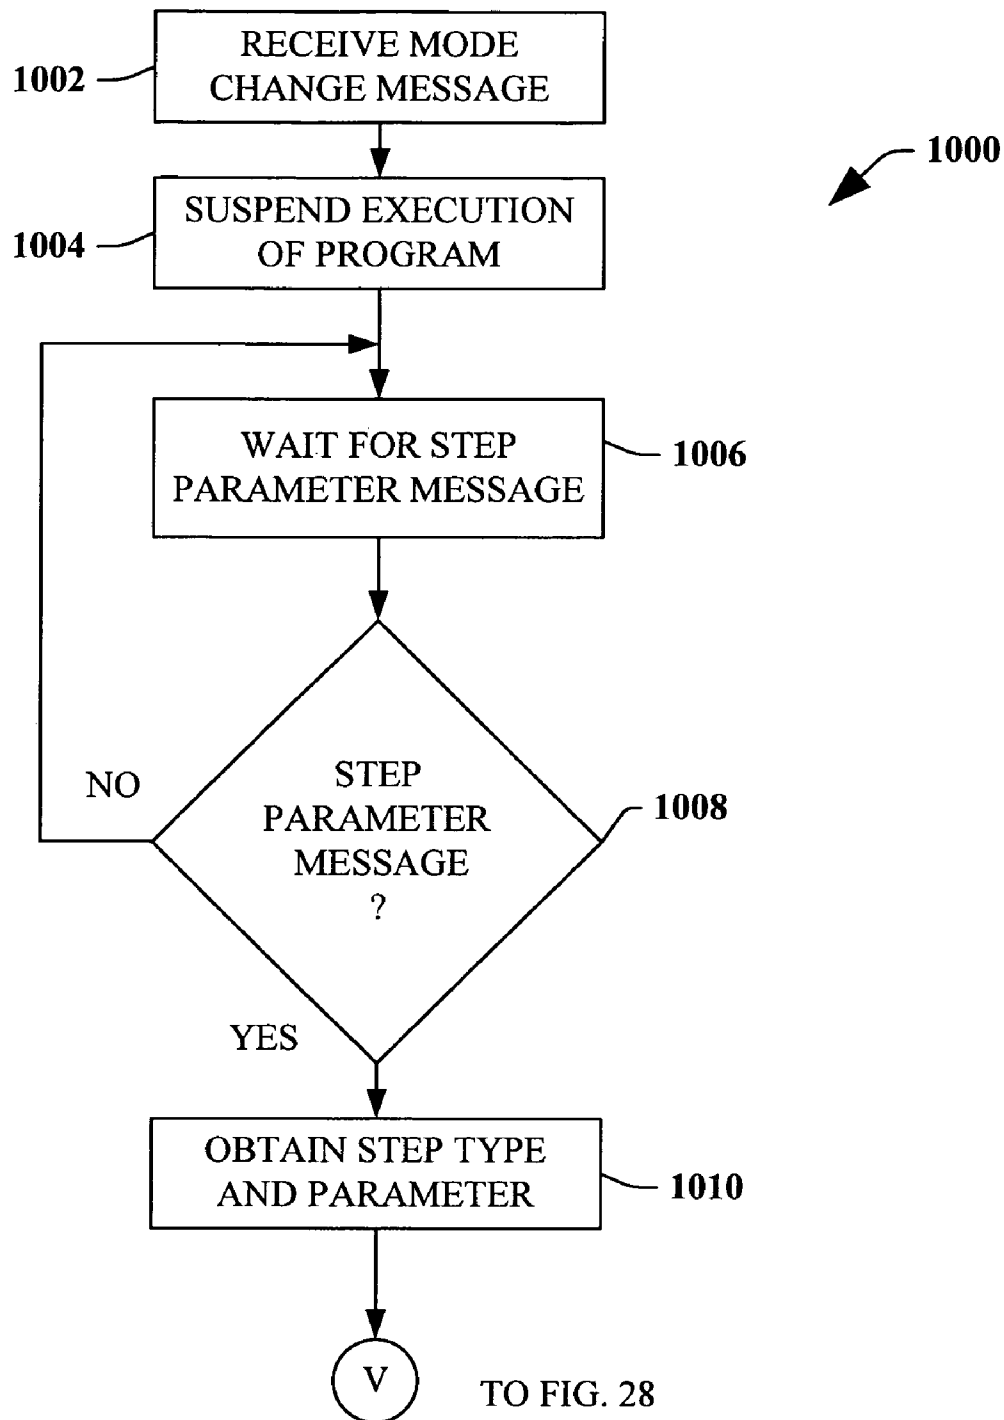 RECEIVE MODE
CHANGE MESSAGE
1002
1000
SUSPEND EXECUTION
OF PROGRAM
1004
WAIT FOR STEP
PARAMETER MESSAGE
1006
STEP
PARAMETER
MESSAGE
?
NO
1008
YES
OBTAIN STEP TYPE
AND PARAMETER
1010
V
TO FIG. 28